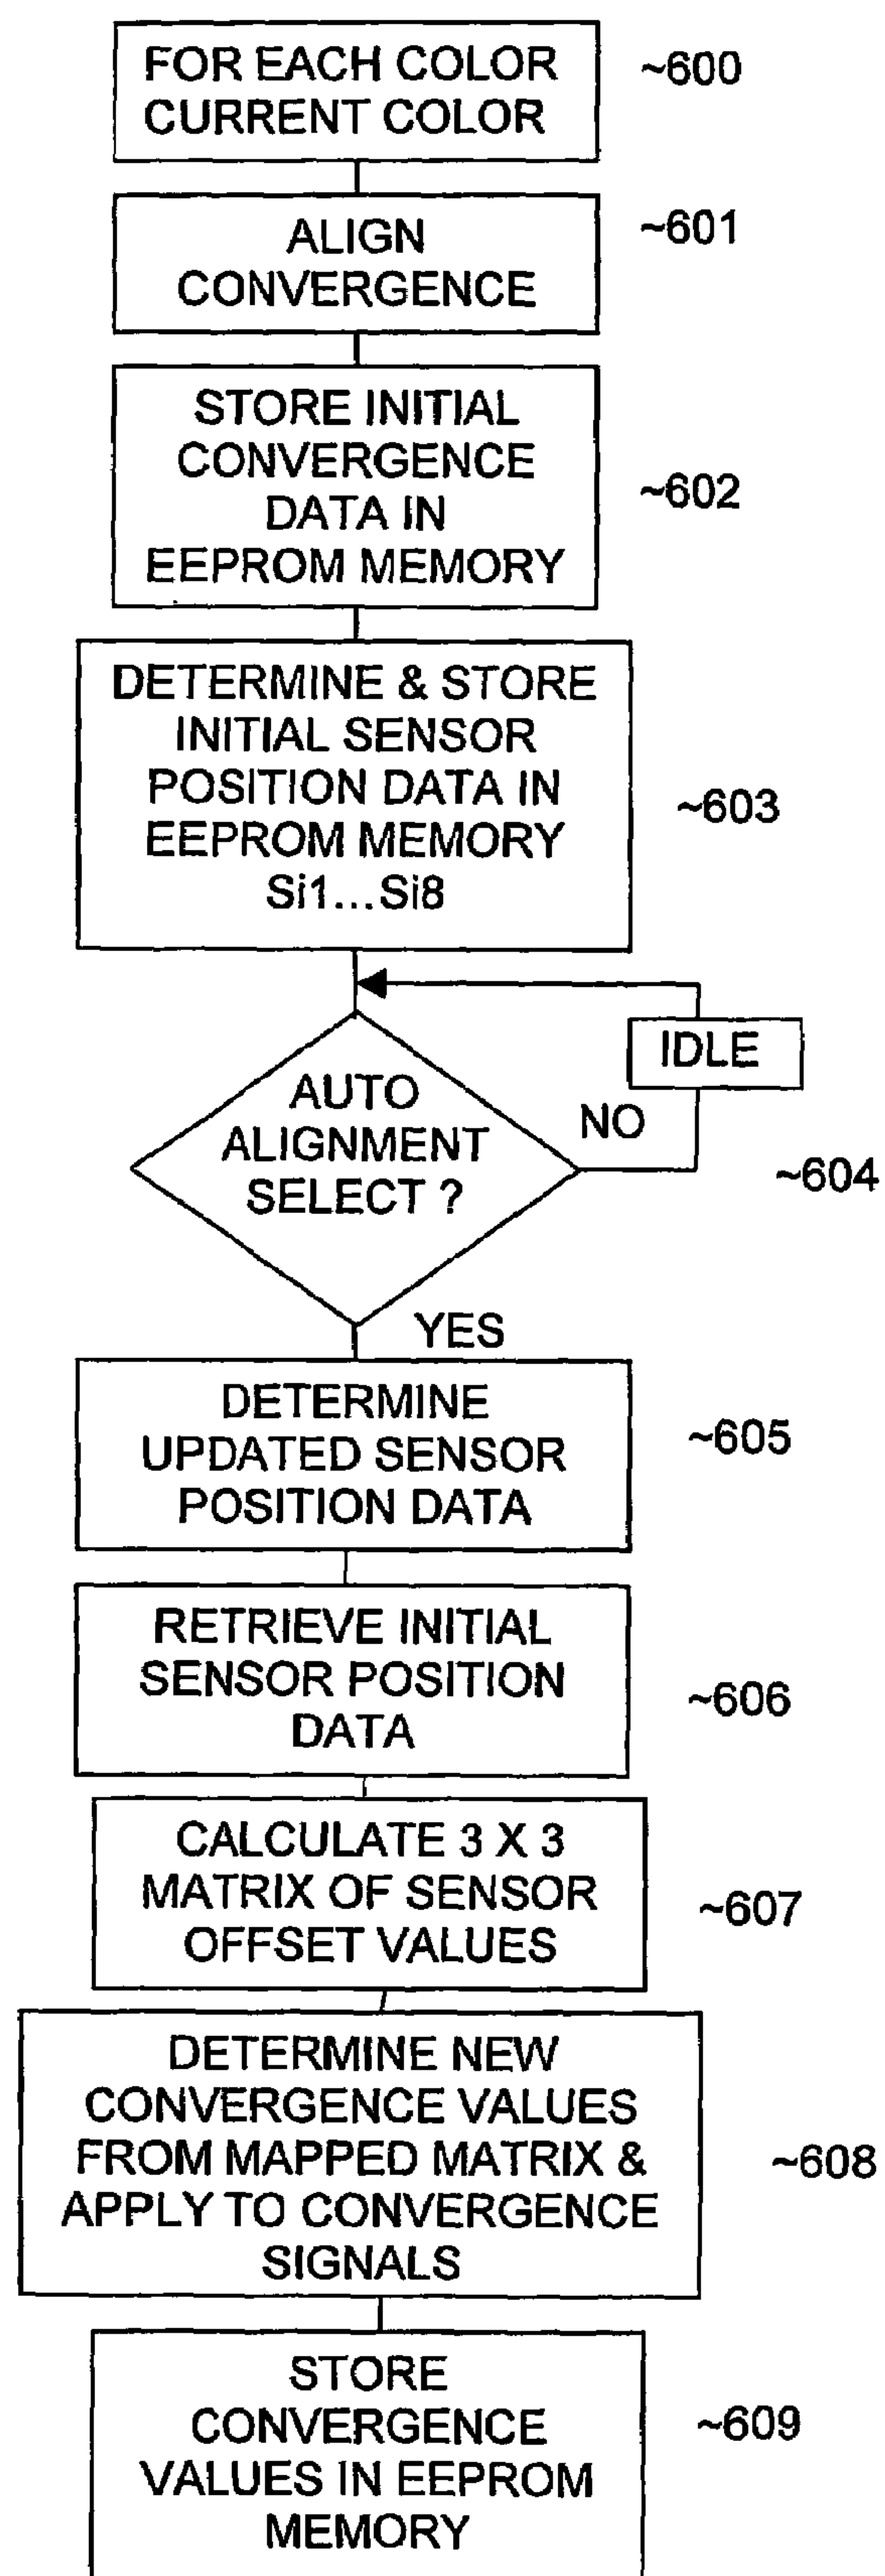 FOR EACH COLOR
CURRENT COLOR
~600
ALIGN
CONVERGENCE
~601
STORE INITIAL
CONVERGENCE
DATA IN
EEPROM MEMORY
~602
DETERMINE & STORE
INITIAL SENSOR
POSITION DATA IN
EEPROM MEMORY
Si1...Si8
~603
IDLE
AUTO
ALIGNMENT
SELECT ?
NO
~604
YES
DETERMINE
UPDATED SENSOR
POSITION DATA
~605
RETRIEVE INITIAL
SENSOR POSITION
DATA
~606
CALCULATE 3 X 3
MATRIX OF SENSOR
OFFSET VALUES
~607
DETERMINE NEW
CONVERGENCE VALUES
FROM MAPPED MATRIX &
APPLY TO CONVERGENCE
SIGNALS
~608
STORE
CONVERGENCE
VALUES IN EEPROM
MEMORY
~609